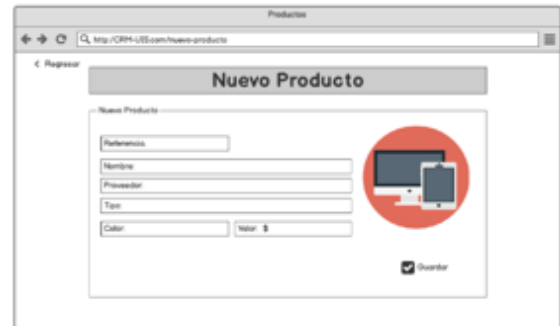 Productos
http://CRM-USS.com/nuevo-producto
< Regresar
Nuevo Producto
Nuevo Producto
Referencia:
Nombre:
Proveedor:
Tipo:
Color:
Valor: $
Guardar